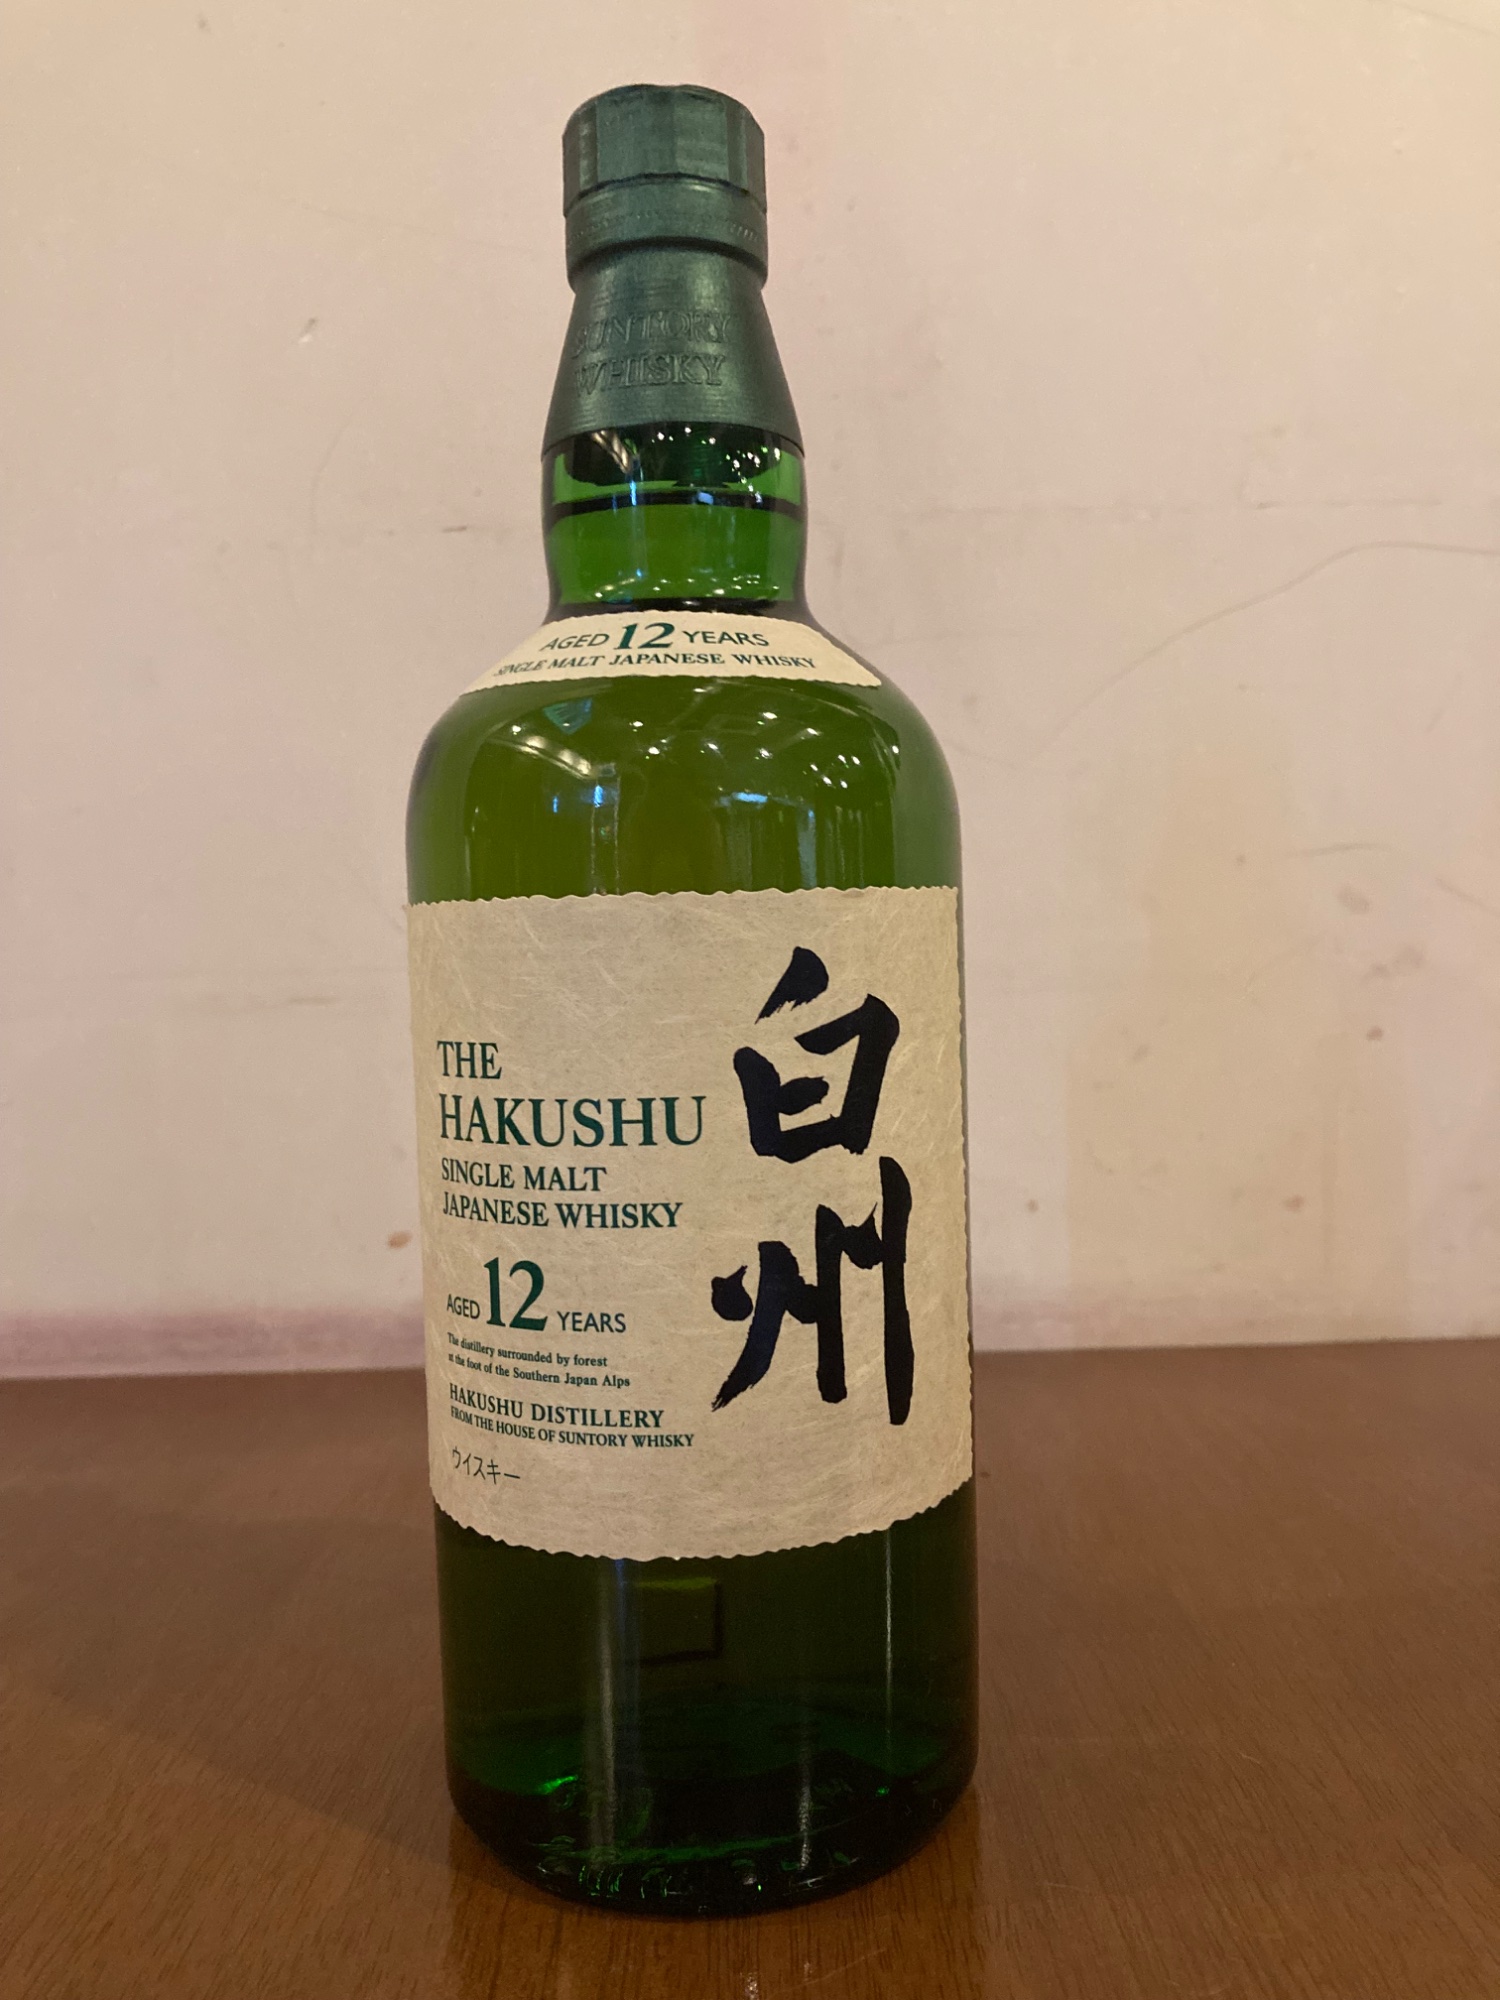 SUNTORY
WHISKY
AGED 12 YEARS
SINGLE MALT JAPANESE WHISKY
白州
THE
HAKUSHU
SINGLE MALT
JAPANESE WHISKY
AGED 12 YEARS
The distillery surrounded by forest
at the foot of the Southern Japan Alps
HAKUSHU DISTILLERY
FROM THE HOUSE OF SUNTORY WHISKY
ウイスキー